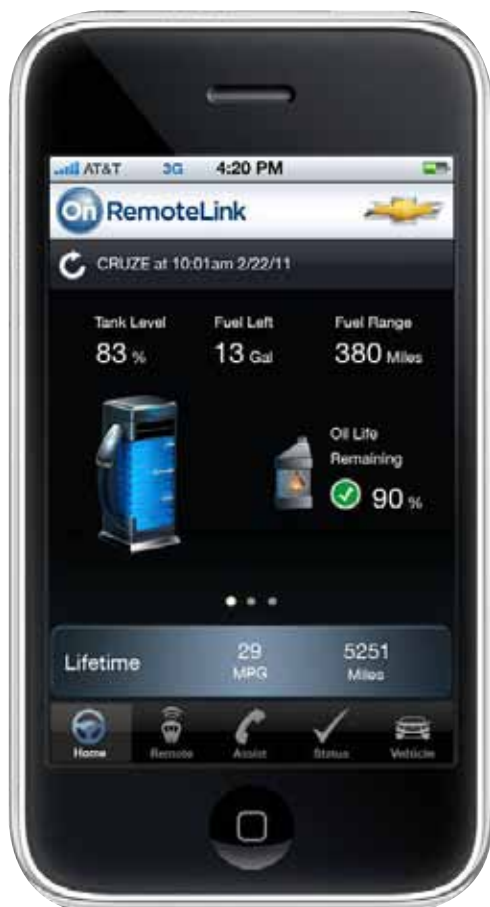 AT&T 3G 4:20 PM
On RemoteLink
CRUZE at 10:01am 2/22/11
Tank Level Fuel Left Fuel Range
83 % 13 Gal 380 Miles
Oil Life
Remaining
90 %
Lifetime 29 5251
MPG Miles
Home Remote Assist Status Vehicle